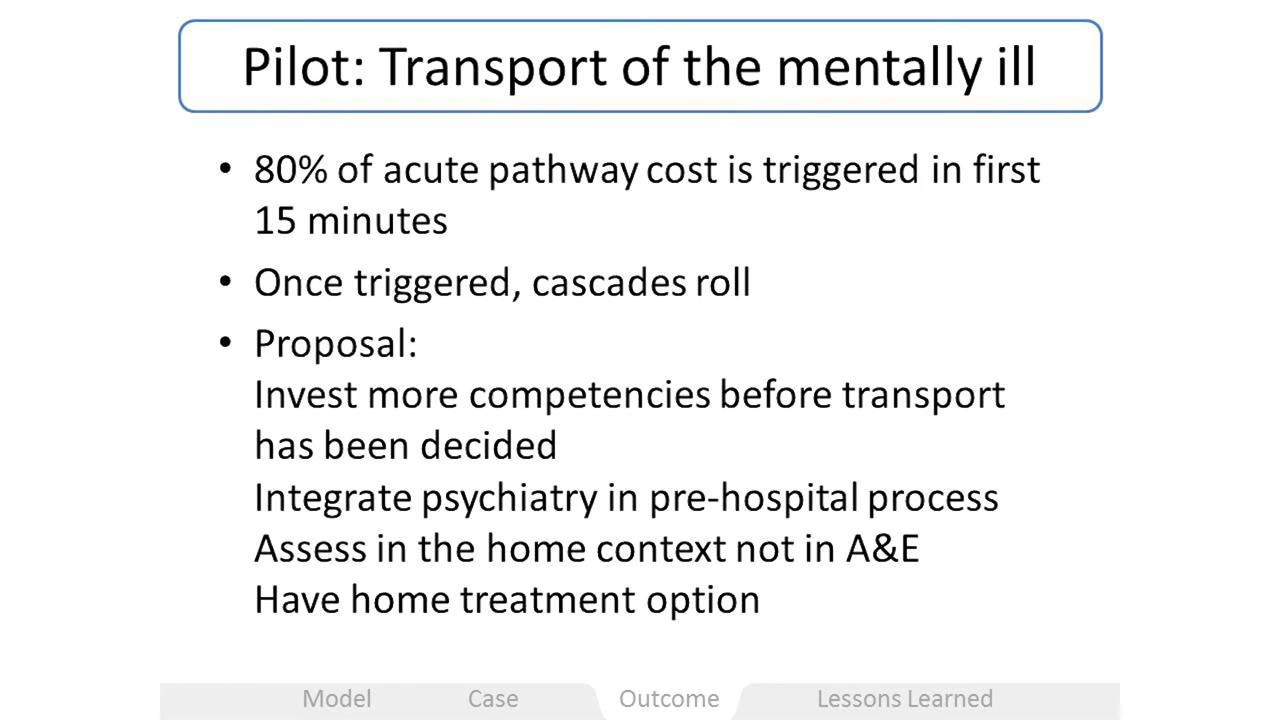 Pilot: Transport of the mentally ill
• 80% of acute pathway cost is triggered in first
15 minutes
• Once triggered, cascades roll
• Proposal:
Invest more competencies before transport
has been decided
Integrate psychiatry in pre-hospital process
Assess in the home context not in A&E
Have home treatment option
Model Case Outcome Lessons Learned